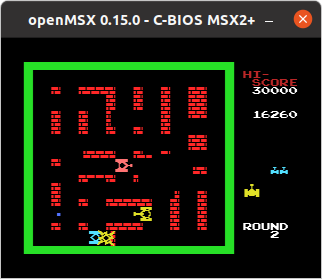 openMSX 0.15.0 - C-BIOS MSX2+ –
HI-
SCORE
30000
16260
ROUND
2